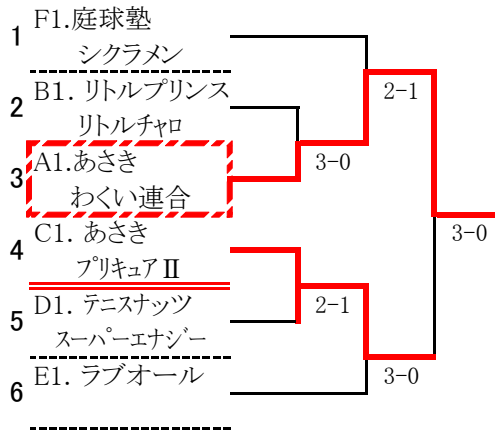 1 F1.庭球塾
シクラメン
2 B1. リトルプリンス
リトルチャロ
3 A1.あさき
わくい連合
4 C1. あさき
プリキュアⅡ
5 D1. テニスナッツ
スーパーエナジー
6 E1. ラブオール
2-1
3-0
3-0
2-1
3-0